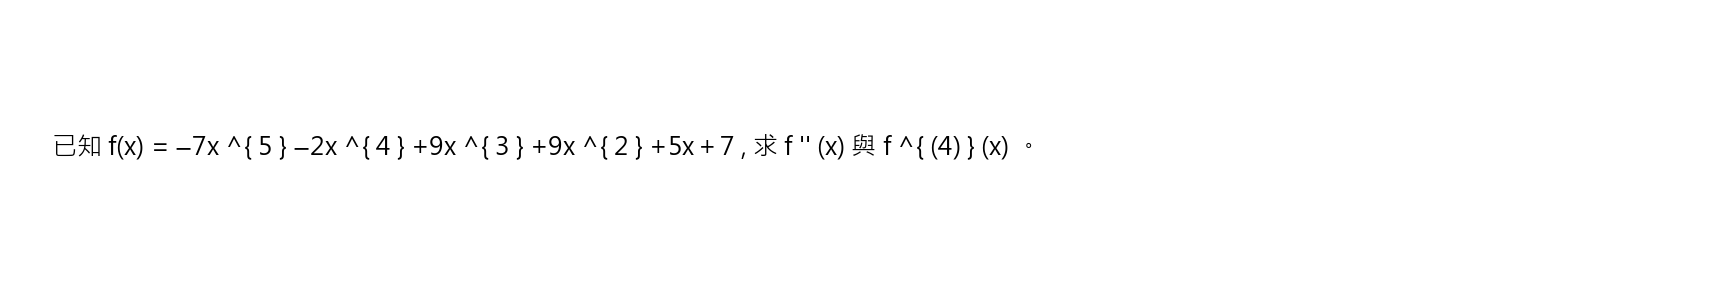 已知 f(x) = −7x ^{ 5 } −2x ^{ 4 } +9x ^{ 3 } +9x ^{ 2 } +5x + 7 , 求 f '' (x) 與 f ^{ (4) } (x) 。